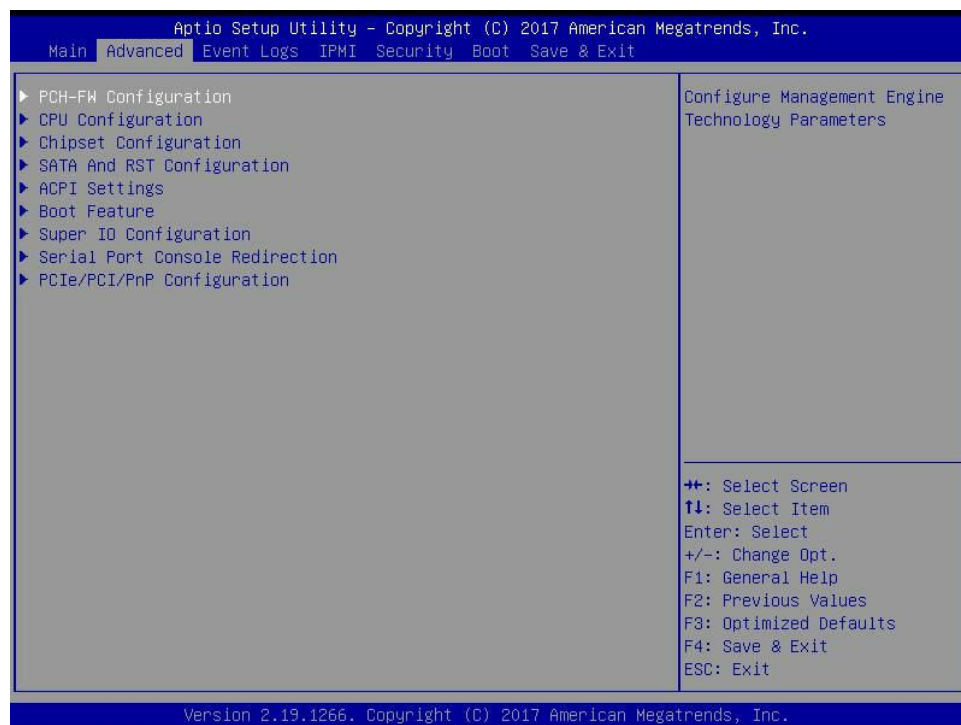 Aptio Setup Utility – Copyright (C) 2017 American Megatrends, Inc.
Main Advanced Event Logs IPMI Security Boot Save & Exit
▶ PCH-FW Configuration
▶ CPU Configuration
▶ Chipset Configuration
▶ SATA And RST Configuration
▶ ACPI Settings
▶ Boot Feature
▶ Super IO Configuration
▶ Serial Port Console Redirection
▶ PCIe/PCI/PnP Configuration
Configure Management Engine
Technology Parameters
→←: Select Screen
↑↓: Select Item
Enter: Select
+/-: Change Opt.
F1: General Help
F2: Previous Values
F3: Optimized Defaults
F4: Save & Exit
ESC: Exit
Version 2.19.1266. Copyright (C) 2017 American Megatrends, Inc.